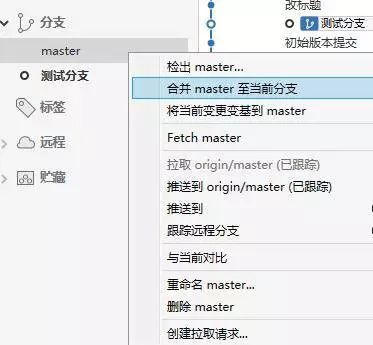 分支
master
测试分支
标签
远程
贮藏
改标题
测试分支
初始版本提交
检出 master...
合并 master 至当前分支
将当前变更变基到 master
Fetch master
拉取 origin/master (已跟踪)
推送到 origin/master (已跟踪)
推送到
跟踪远程分支
与当前对比
重命名 master...
删除 master
创建拉取请求...